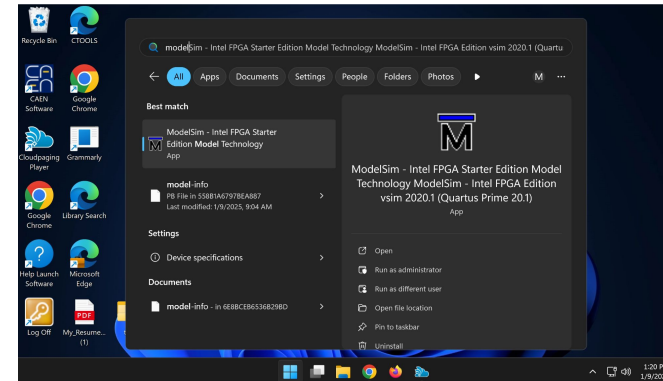 Recycle Bin
CTOOLS
CAEN
Software
Google
Chrome
Cloudpaging
Player
Grammarly
Google
Chrome
Library Search
Help Launch
Software
Microsoft
Edge
Log Off
PDF
My_Resume...
(1)
modelSim - Intel FPGA Starter Edition Model Technology ModelSim - Intel FPGA Edition vsim 2020.1 (Quartu
All
Apps
Documents
Settings
People
Folders
Photos
M
...
Best match
ModelSim - Intel FPGA Starter
Edition Model Technology
App
model-info
PB File in 558B1A6797BEA887
Last modified: 1/9/2025, 9:04 AM
Settings
Device specifications
Documents
model-info - in 6E8BCEB6536B29BD
ModelSim - Intel FPGA Starter Edition Model
Technology ModelSim - Intel FPGA Edition
vsim 2020.1 (Quartus Prime 20.1)
App
Open
Run as administrator
Run as different user
Open file location
Pin to taskbar
Uninstall
1:20 P
1/9/20